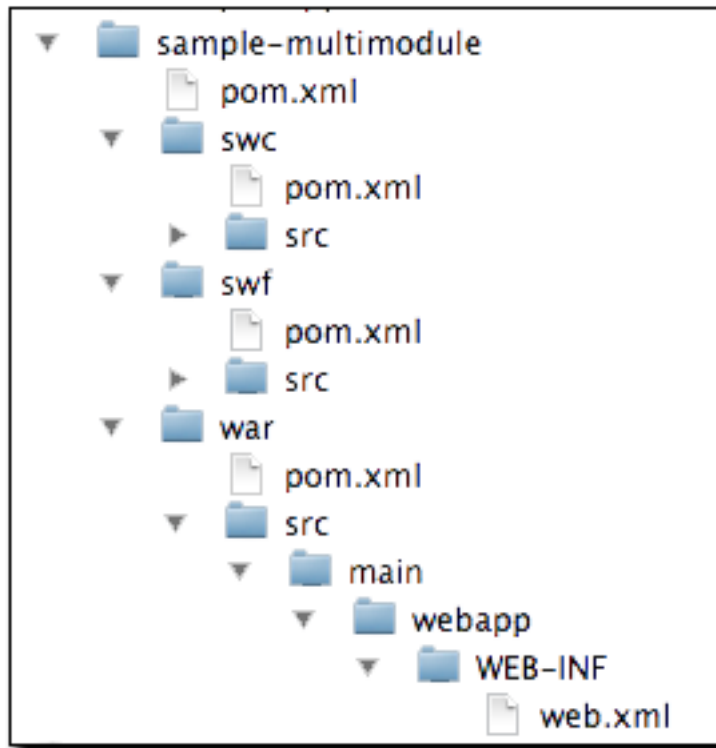 sample-multimodule
pom.xml
swc
pom.xml
src
swf
pom.xml
src
war
pom.xml
src
main
webapp
WEB-INF
web.xml